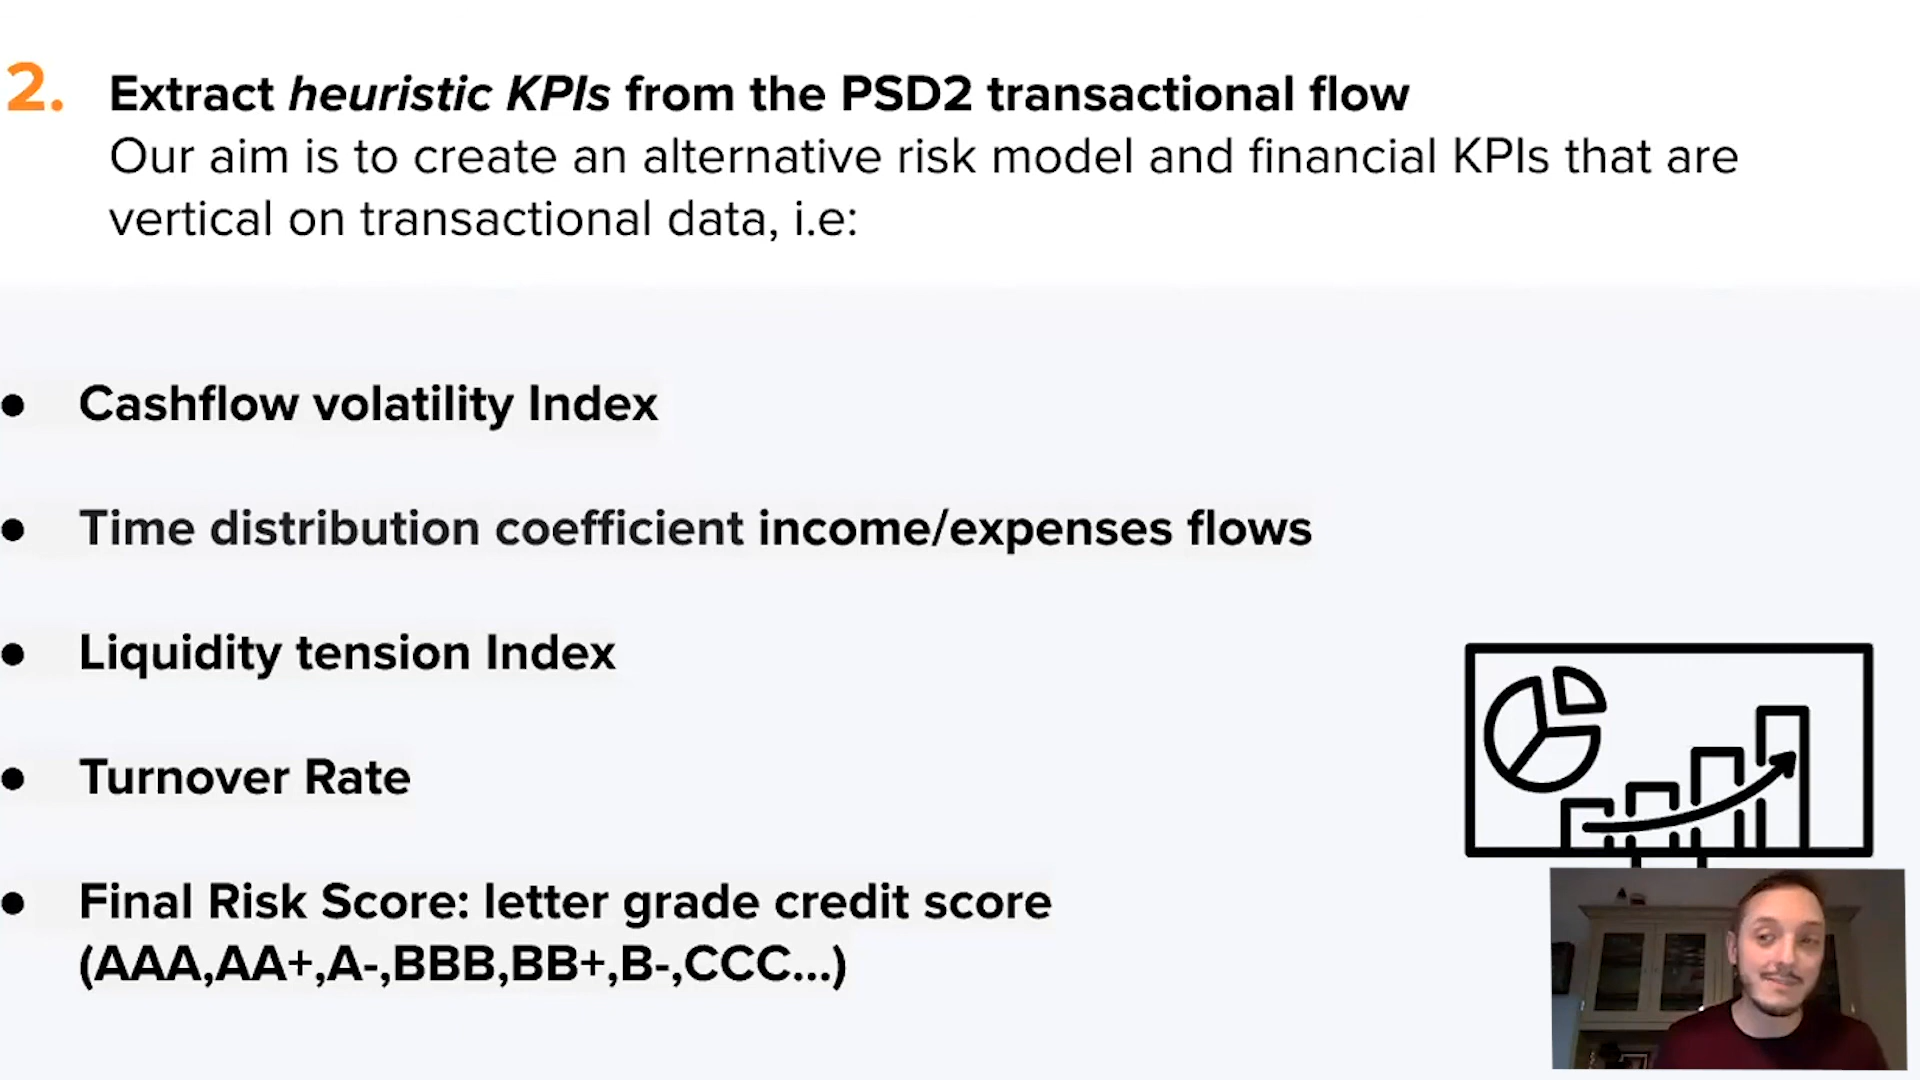 2. Extract heuristic KPIs from the PSD2 transactional flow
Our aim is to create an alternative risk model and financial KPIs that are
vertical on transactional data, i.e:
● Cashflow volatility Index
● Time distribution coefficient income/expenses flows
● Liquidity tension Index
● Turnover Rate
● Final Risk Score: letter grade credit score
(AAA,AA+,A-,BBB,BB+,B-,CCC...)